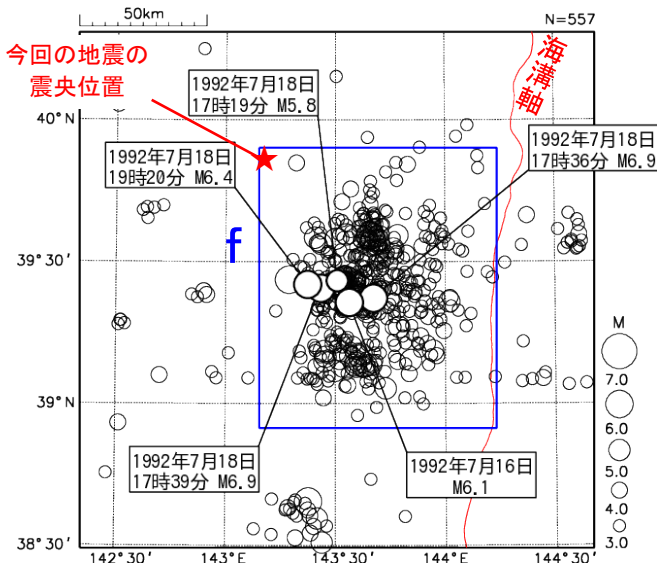 50km
N=557
今回の地震の
震央位置
海溝軸
1992年7月18日
17時19分 M5.8
40°N
1992年7月18日
17時36分 M6.9
1992年7月18日
19時20分 M6.4
f
39°30′
M
7.0
6.0
5.0
4.0
3.0
39°N
1992年7月18日
17時39分 M6.9
1992年7月16日
M6.1
38°30′
142°30′
143°E
143°30′
144°E
144°30′